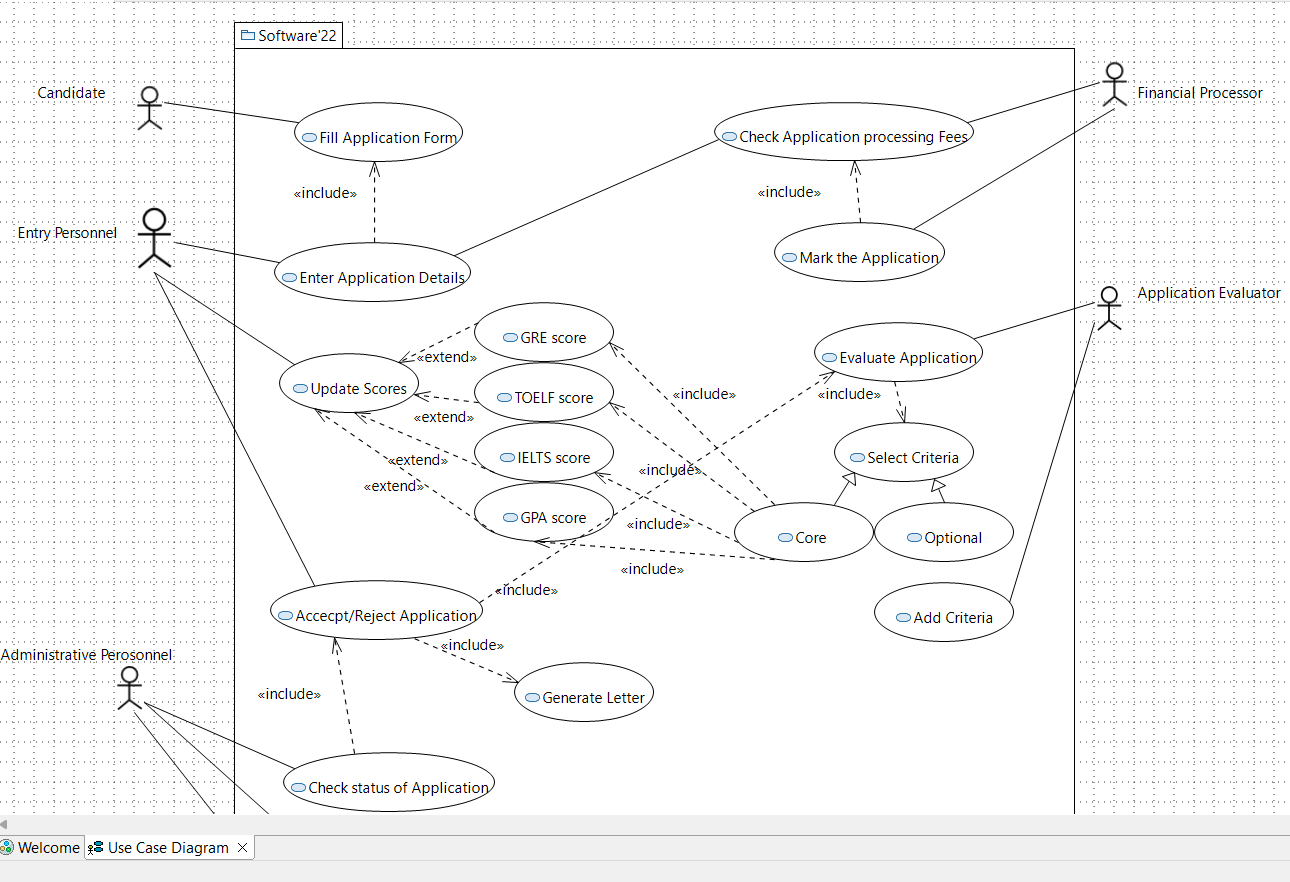 Software'22
Candidate
Financial Processor
Fill Application Form
Check Application processing Fees
«include»
«include»
Entry Personnel
Enter Application Details
Mark the Application
Application Evaluator
GRE score
Evaluate Application
«extend»
Update Scores
TOELF score
«include»
«include»
«extend»
IELTS score
Select Criteria
«extend»
«include»
«extend»
GPA score
«include»
Core
Optional
«include»
«include»
Accecpt/Reject Application
Add Criteria
«include»
Administrative Perosonnel
«include»
Generate Letter
Check status of Application
Welcome
Use Case Diagram